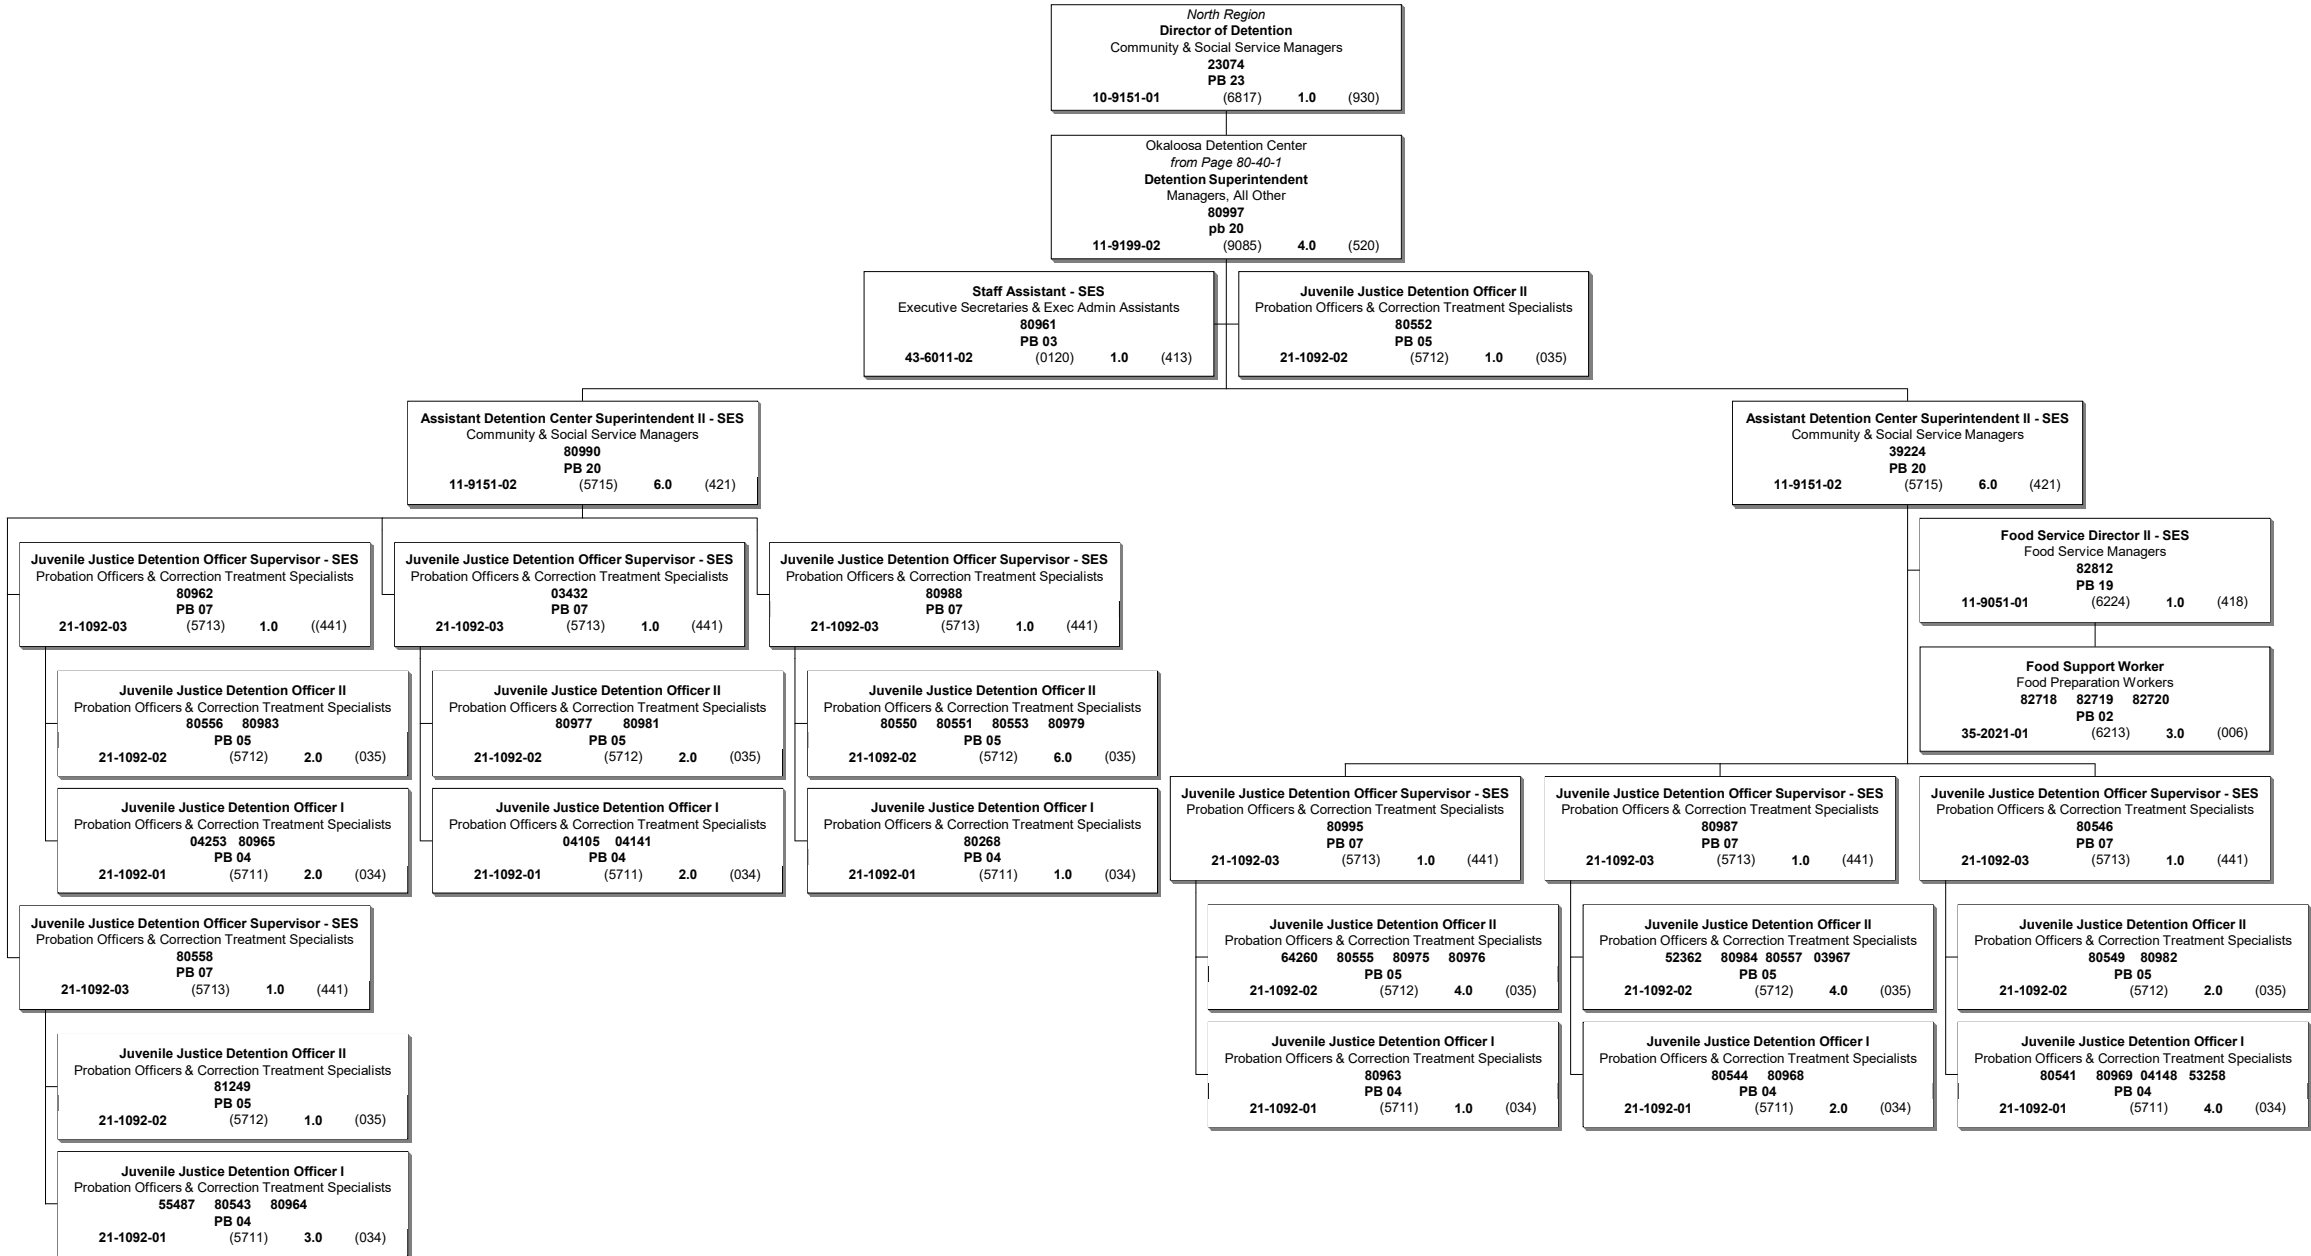 North Region
Director of Detention
Community & Social Service Managers
23074
PB 23
10-9151-01 (6817) 1.0 (930)
Okaloosa Detention Center
from Page 80-40-1
Detention Superintendent
Managers, All Other
80997
pb 20
11-9199-02 (9085) 4.0 (520)
Staff Assistant - SES
Executive Secretaries & Exec Admin Assistants
80961
PB 03
43-6011-02 (0120) 1.0 (413)
Juvenile Justice Detention Officer II
Probation Officers & Correction Treatment Specialists
80552
PB 05
21-1092-02 (5712) 1.0 (035)
Assistant Detention Center Superintendent II - SES
Community & Social Service Managers
80990
PB 20
11-9151-02 (5715) 6.0 (421)
Juvenile Justice Detention Officer Supervisor - SES
Probation Officers & Correction Treatment Specialists
80962
PB 07
21-1092-03 (5713) 1.0 ((441)
Juvenile Justice Detention Officer II
Probation Officers & Correction Treatment Specialists
80556 80983
PB 05
21-1092-02 (5712) 2.0 (035)
Juvenile Justice Detention Officer I
Probation Officers & Correction Treatment Specialists
04253 80965
PB 04
21-1092-01 (5711) 2.0 (034)
Juvenile Justice Detention Officer Supervisor - SES
Probation Officers & Correction Treatment Specialists
80558
PB 07
21-1092-03 (5713) 1.0 (441)
Juvenile Justice Detention Officer II
Probation Officers & Correction Treatment Specialists
81249
PB 05
21-1092-02 (5712) 1.0 (035)
Juvenile Justice Detention Officer I
Probation Officers & Correction Treatment Specialists
55487 80543 80964
PB 04
21-1092-01 (5711) 3.0 (034)
Juvenile Justice Detention Officer Supervisor - SES
Probation Officers & Correction Treatment Specialists
03432
PB 07
21-1092-03 (5713) 1.0 (441)
Juvenile Justice Detention Officer II
Probation Officers & Correction Treatment Specialists
80977 80981
PB 05
21-1092-02 (5712) 2.0 (035)
Juvenile Justice Detention Officer I
Probation Officers & Correction Treatment Specialists
04105 04141
PB 04
21-1092-01 (5711) 2.0 (034)
Juvenile Justice Detention Officer Supervisor - SES
Probation Officers & Correction Treatment Specialists
80988
PB 07
21-1092-03 (5713) 1.0 (441)
Juvenile Justice Detention Officer II
Probation Officers & Correction Treatment Specialists
80550 80551 80553 80979
PB 05
21-1092-02 (5712) 6.0 (035)
Juvenile Justice Detention Officer I
Probation Officers & Correction Treatment Specialists
80268
PB 04
21-1092-01 (5711) 1.0 (034)
Assistant Detention Center Superintendent II - SES
Community & Social Service Managers
39224
PB 20
11-9151-02 (5715) 6.0 (421)
Food Service Director II - SES
Food Service Managers
82812
PB 19
11-9051-01 (6224) 1.0 (418)
Food Support Worker
Food Preparation Workers
82718 82719 82720
PB 02
35-2021-01 (6213) 3.0 (006)
Juvenile Justice Detention Officer Supervisor - SES
Probation Officers & Correction Treatment Specialists
80995
PB 07
21-1092-03 (5713) 1.0 (441)
Juvenile Justice Detention Officer II
Probation Officers & Correction Treatment Specialists
64260 80555 80975 80976
PB 05
21-1092-02 (5712) 4.0 (035)
Juvenile Justice Detention Officer I
Probation Officers & Correction Treatment Specialists
80963
PB 04
21-1092-01 (5711) 1.0 (034)
Juvenile Justice Detention Officer Supervisor - SES
Probation Officers & Correction Treatment Specialists
80987
PB 07
21-1092-03 (5713) 1.0 (441)
Juvenile Justice Detention Officer II
Probation Officers & Correction Treatment Specialists
52362 80984 80557 03967
PB 05
21-1092-02 (5712) 4.0 (035)
Juvenile Justice Detention Officer I
Probation Officers & Correction Treatment Specialists
80544 80968
PB 04
21-1092-01 (5711) 2.0 (034)
Juvenile Justice Detention Officer Supervisor - SES
Probation Officers & Correction Treatment Specialists
80546
PB 07
21-1092-03 (5713) 1.0 (441)
Juvenile Justice Detention Officer II
Probation Officers & Correction Treatment Specialists
80549 80982
PB 05
21-1092-02 (5712) 2.0 (035)
Juvenile Justice Detention Officer I
Probation Officers & Correction Treatment Specialists
80541 80969 04148 53258
PB 04
21-1092-01 (5711) 4.0 (034)